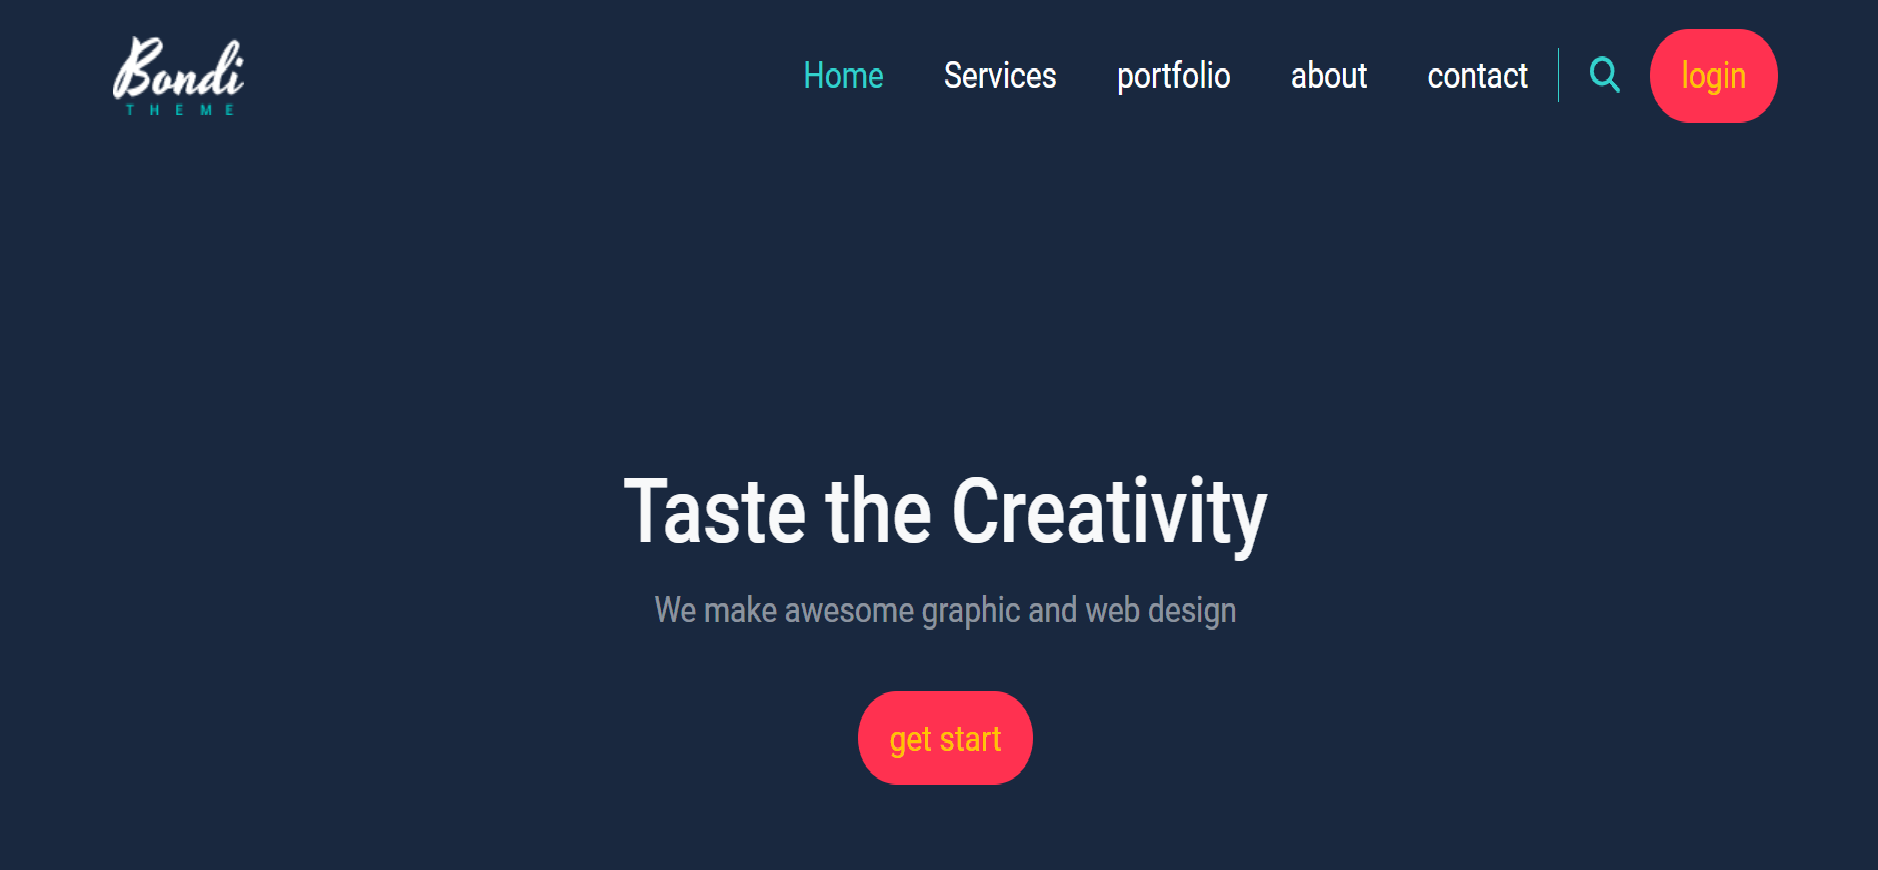 Bondi
THEME
Home Services portfolio about contact login
Taste the Creativity
We make awesome graphic and web design
get start